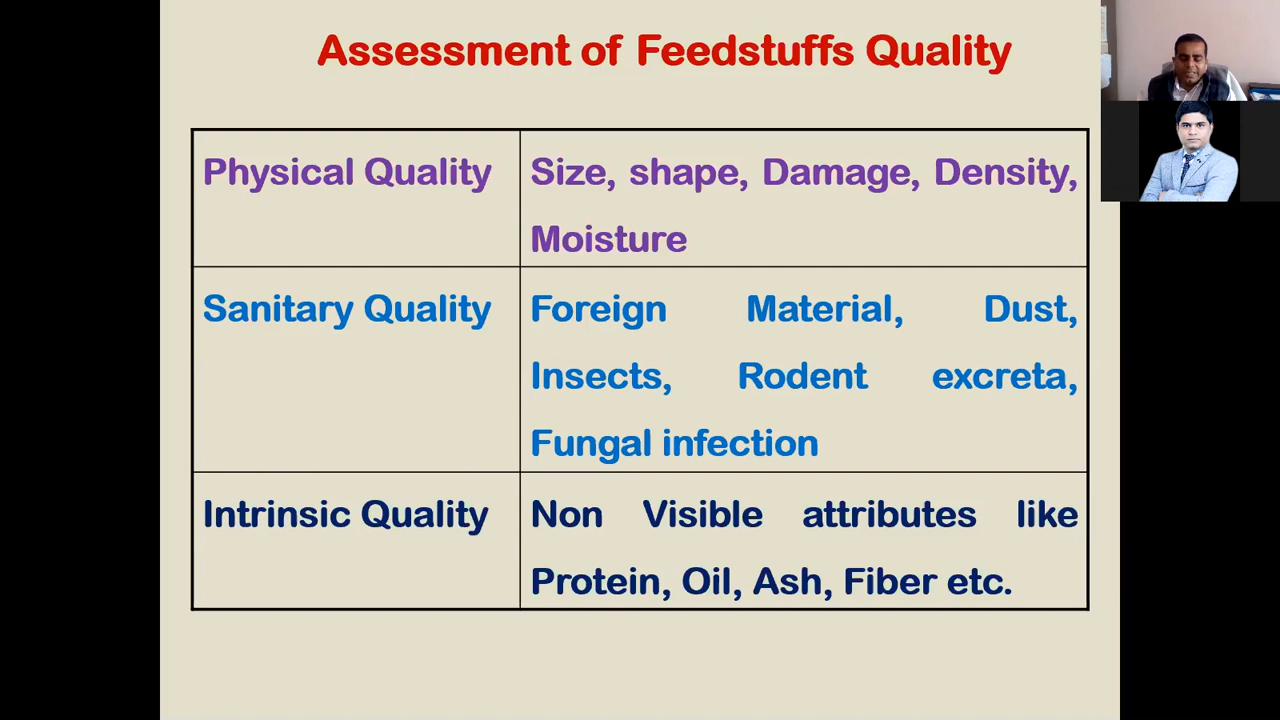 Assessment of Feedstuffs Quality
Physical Quality
Size, shape, Damage, Density,
Moisture
Sanitary Quality
Foreign Material, Dust,
Insects, Rodent excreta,
Fungal infection
Intrinsic Quality
Non Visible attributes like
Protein, Oil, Ash, Fiber etc.